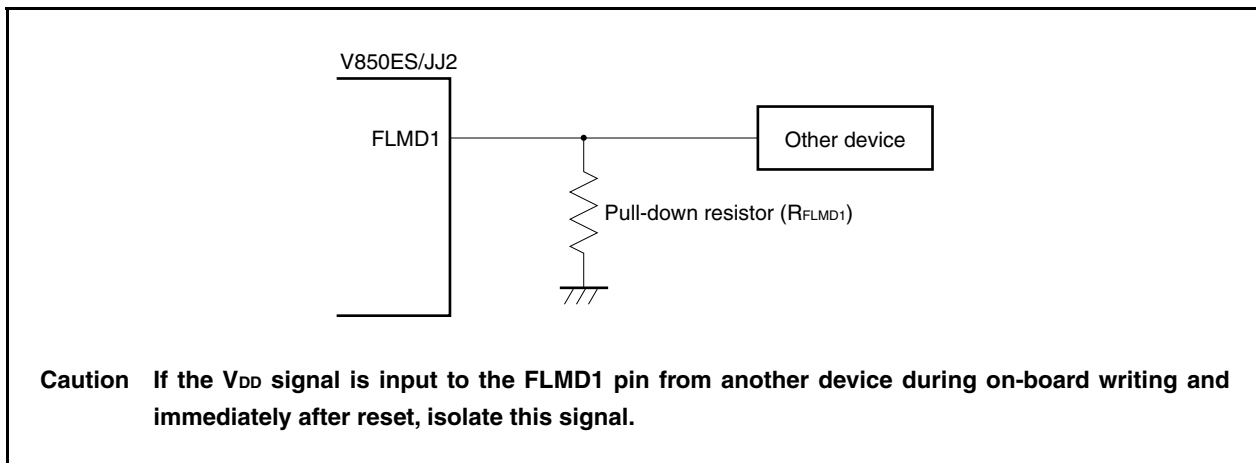 V850ES/JJ2
FLMD1
Other device
Pull-down resistor (RFLMD1)
Caution If the VDD signal is input to the FLMD1 pin from another device during on-board writing and
immediately after reset, isolate this signal.